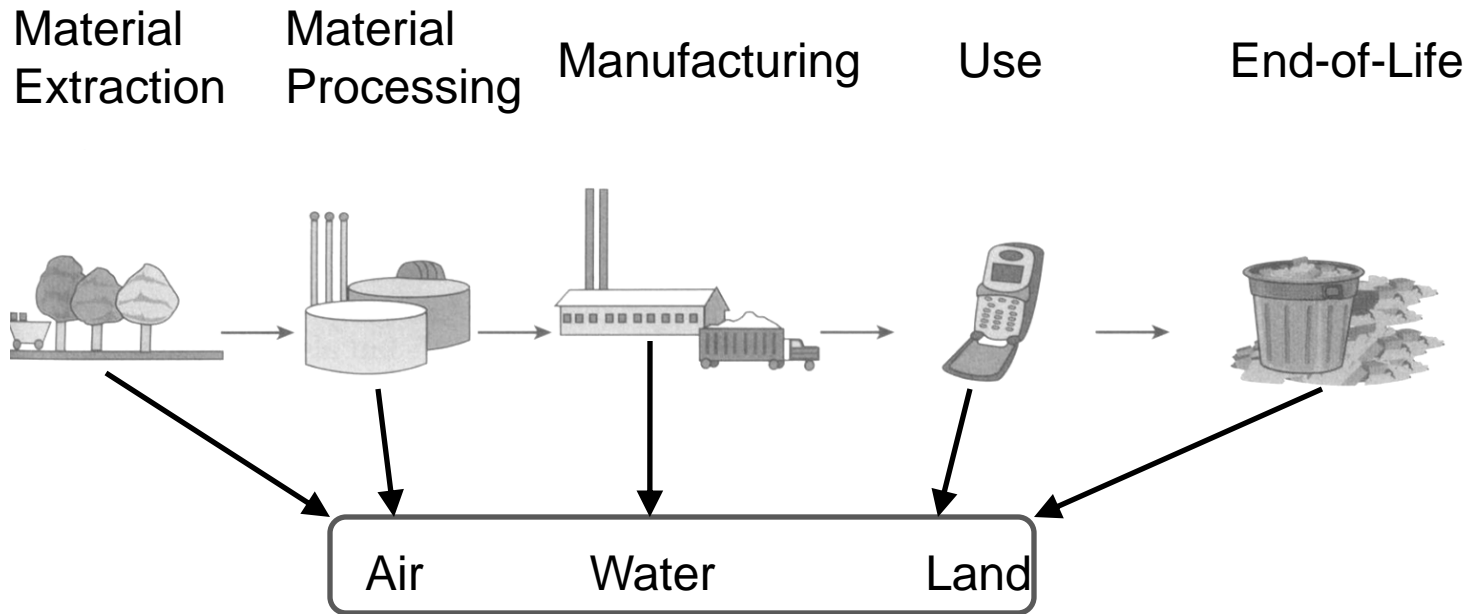 Material
Extraction
Material
Processing
Manufacturing
Use
End-of-Life
Air
Water
Land